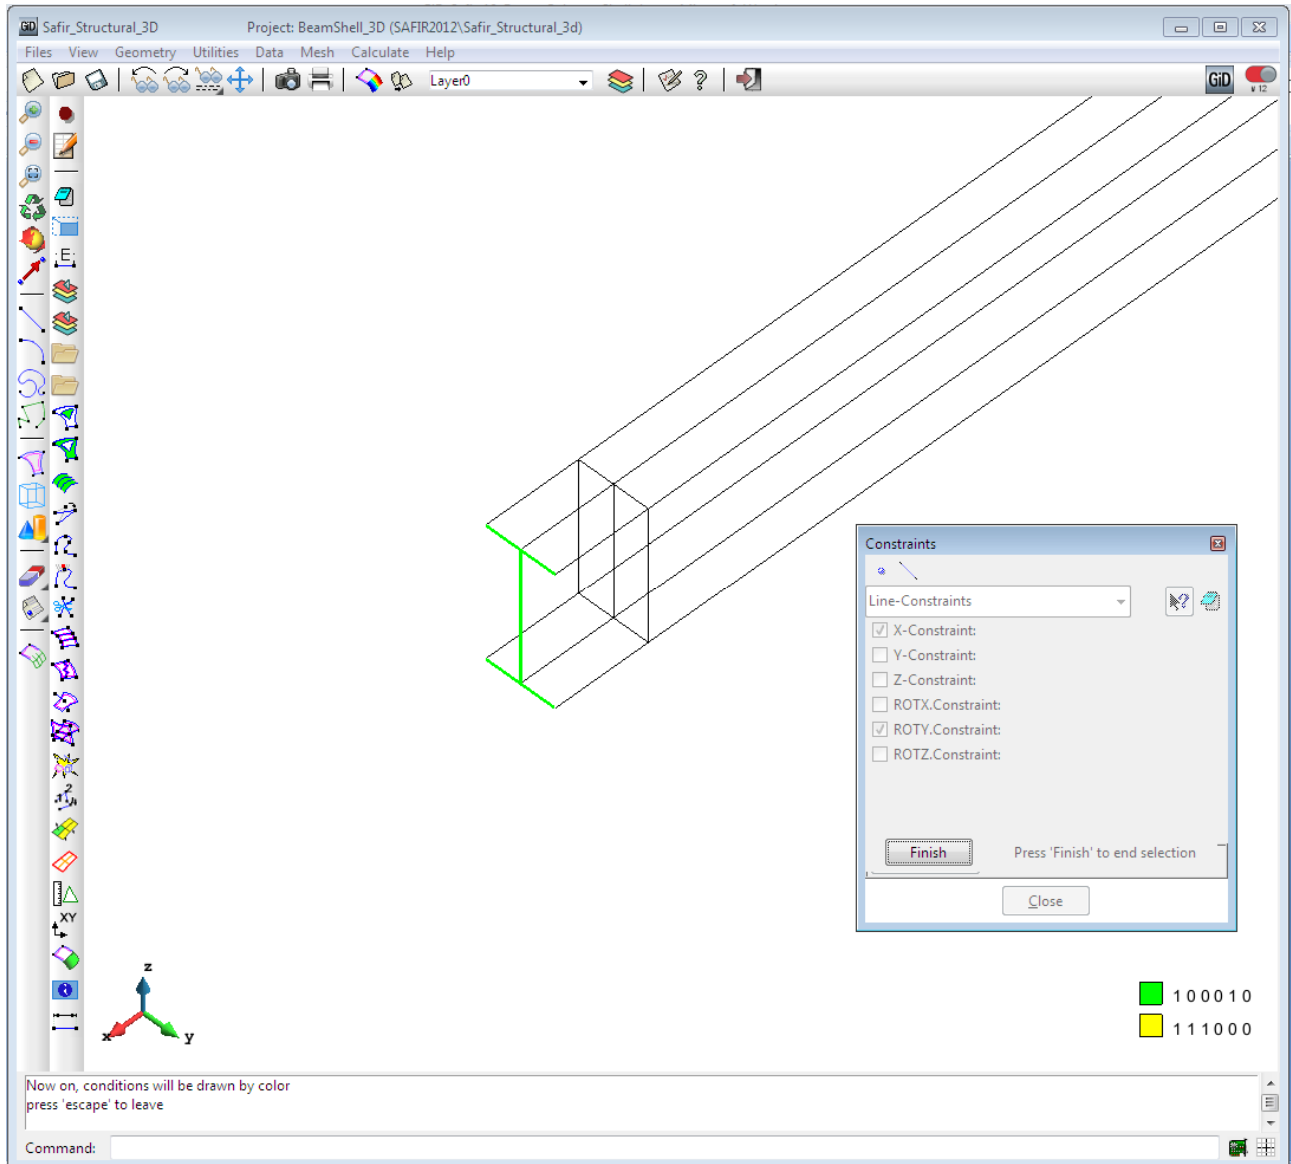 GiD Safir_Structural_3D Project: BeamShell_3D (SAFIR2012\Safir_Structural_3d)
Files View Geometry Utilities Data Mesh Calculate Help
Layer0
GiD
v 12
E
Constraints
Line-Constraints
X-Constraint:
Y-Constraint:
Z-Constraint:
ROTX.Constraint:
ROTY.Constraint:
ROTZ.Constraint:
Finish Press 'Finish' to end selection
Close
XY
z
x
y
1 0 0 0 1 0
1 1 1 0 0 0
Now on, conditions will be drawn by color
press 'escape' to leave
Command: